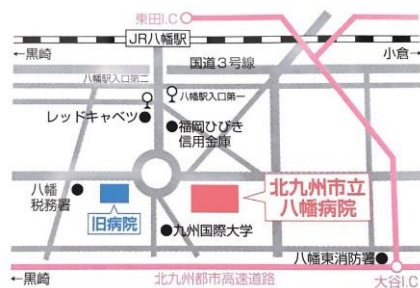 東田I.C
JR八幡駅
←黒崎
小倉→
国道3号線
八幡駅入口第二
八幡駅入口第一
レッドキャベツ
福岡ひびき
信用金庫
八幡
税務署
旧病院
北九州市立
八幡病院
九州国際大学
八幡東消防署
←黒崎
北九州都市高速道路
大谷I.C